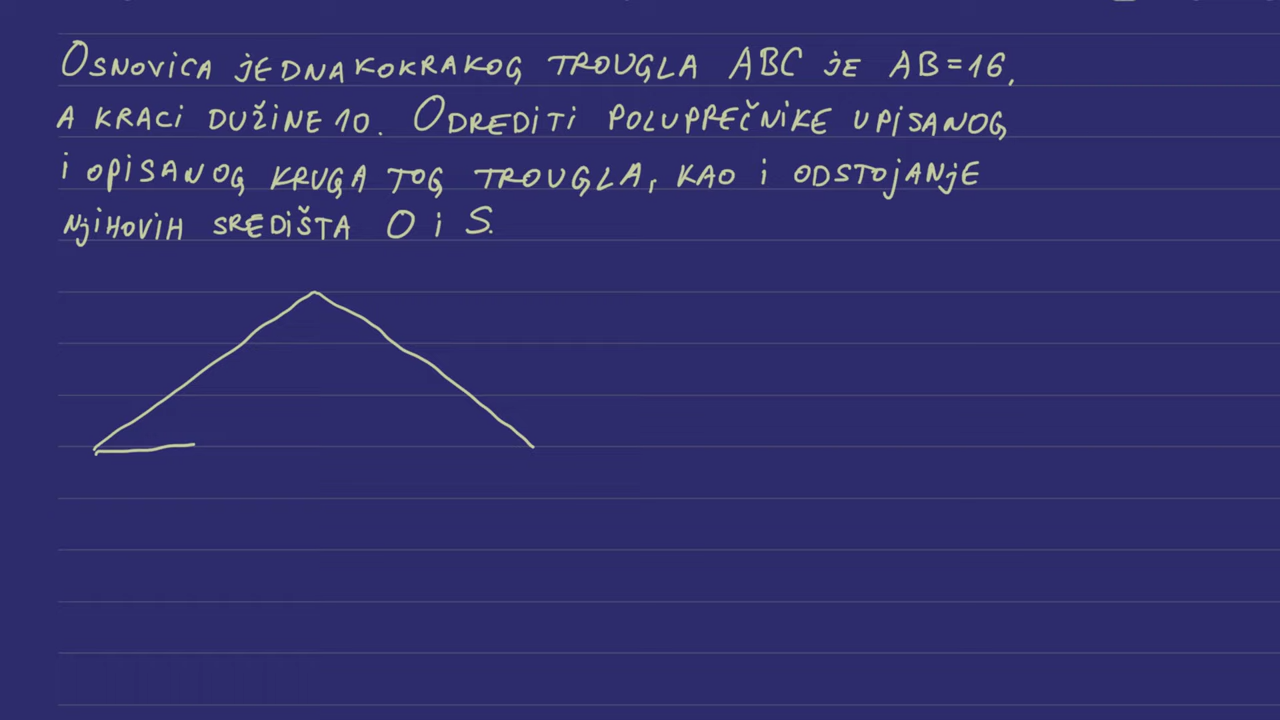 Osnovica jednakokrakog trougla ABC je AB=16,
a kraci dužine 10. Odrediti poluprečnike upisanog
i opisanog kruga tog trougla, kao i odstojanje
njihovih središta O i S.